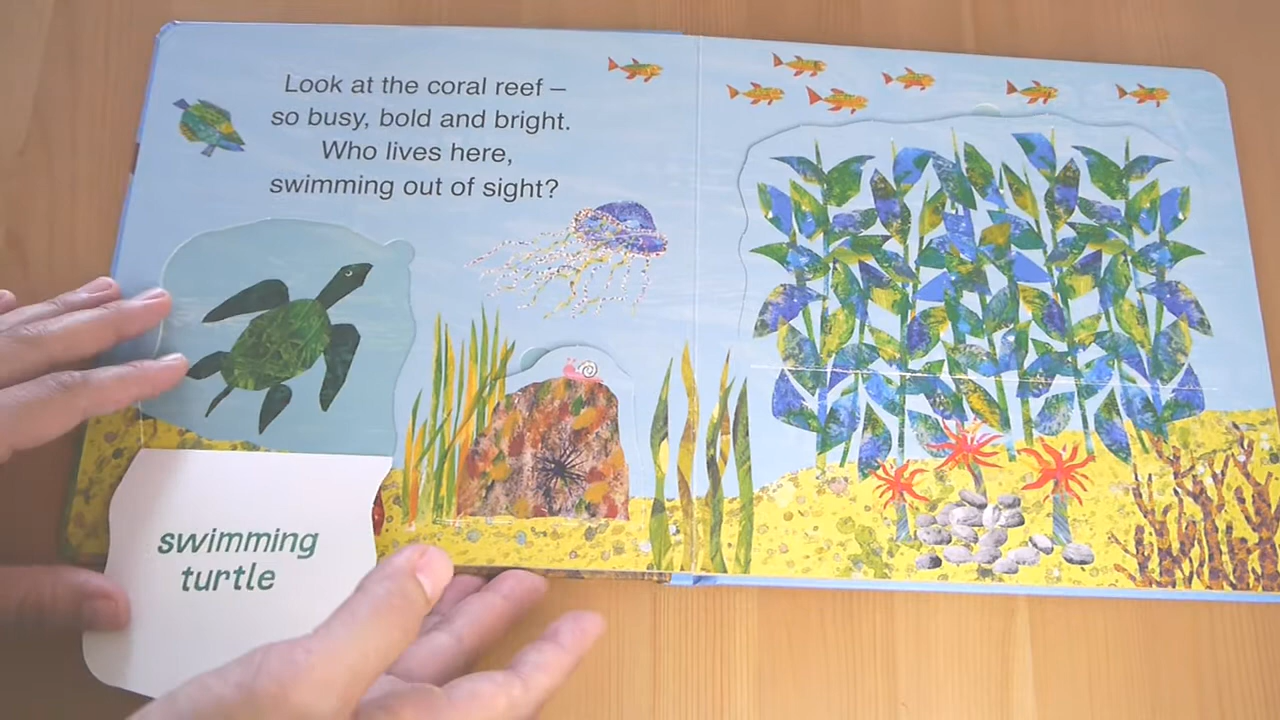 Look at the coral reef –
so busy, bold and bright.
Who lives here,
swimming out of sight?
swimming
turtle